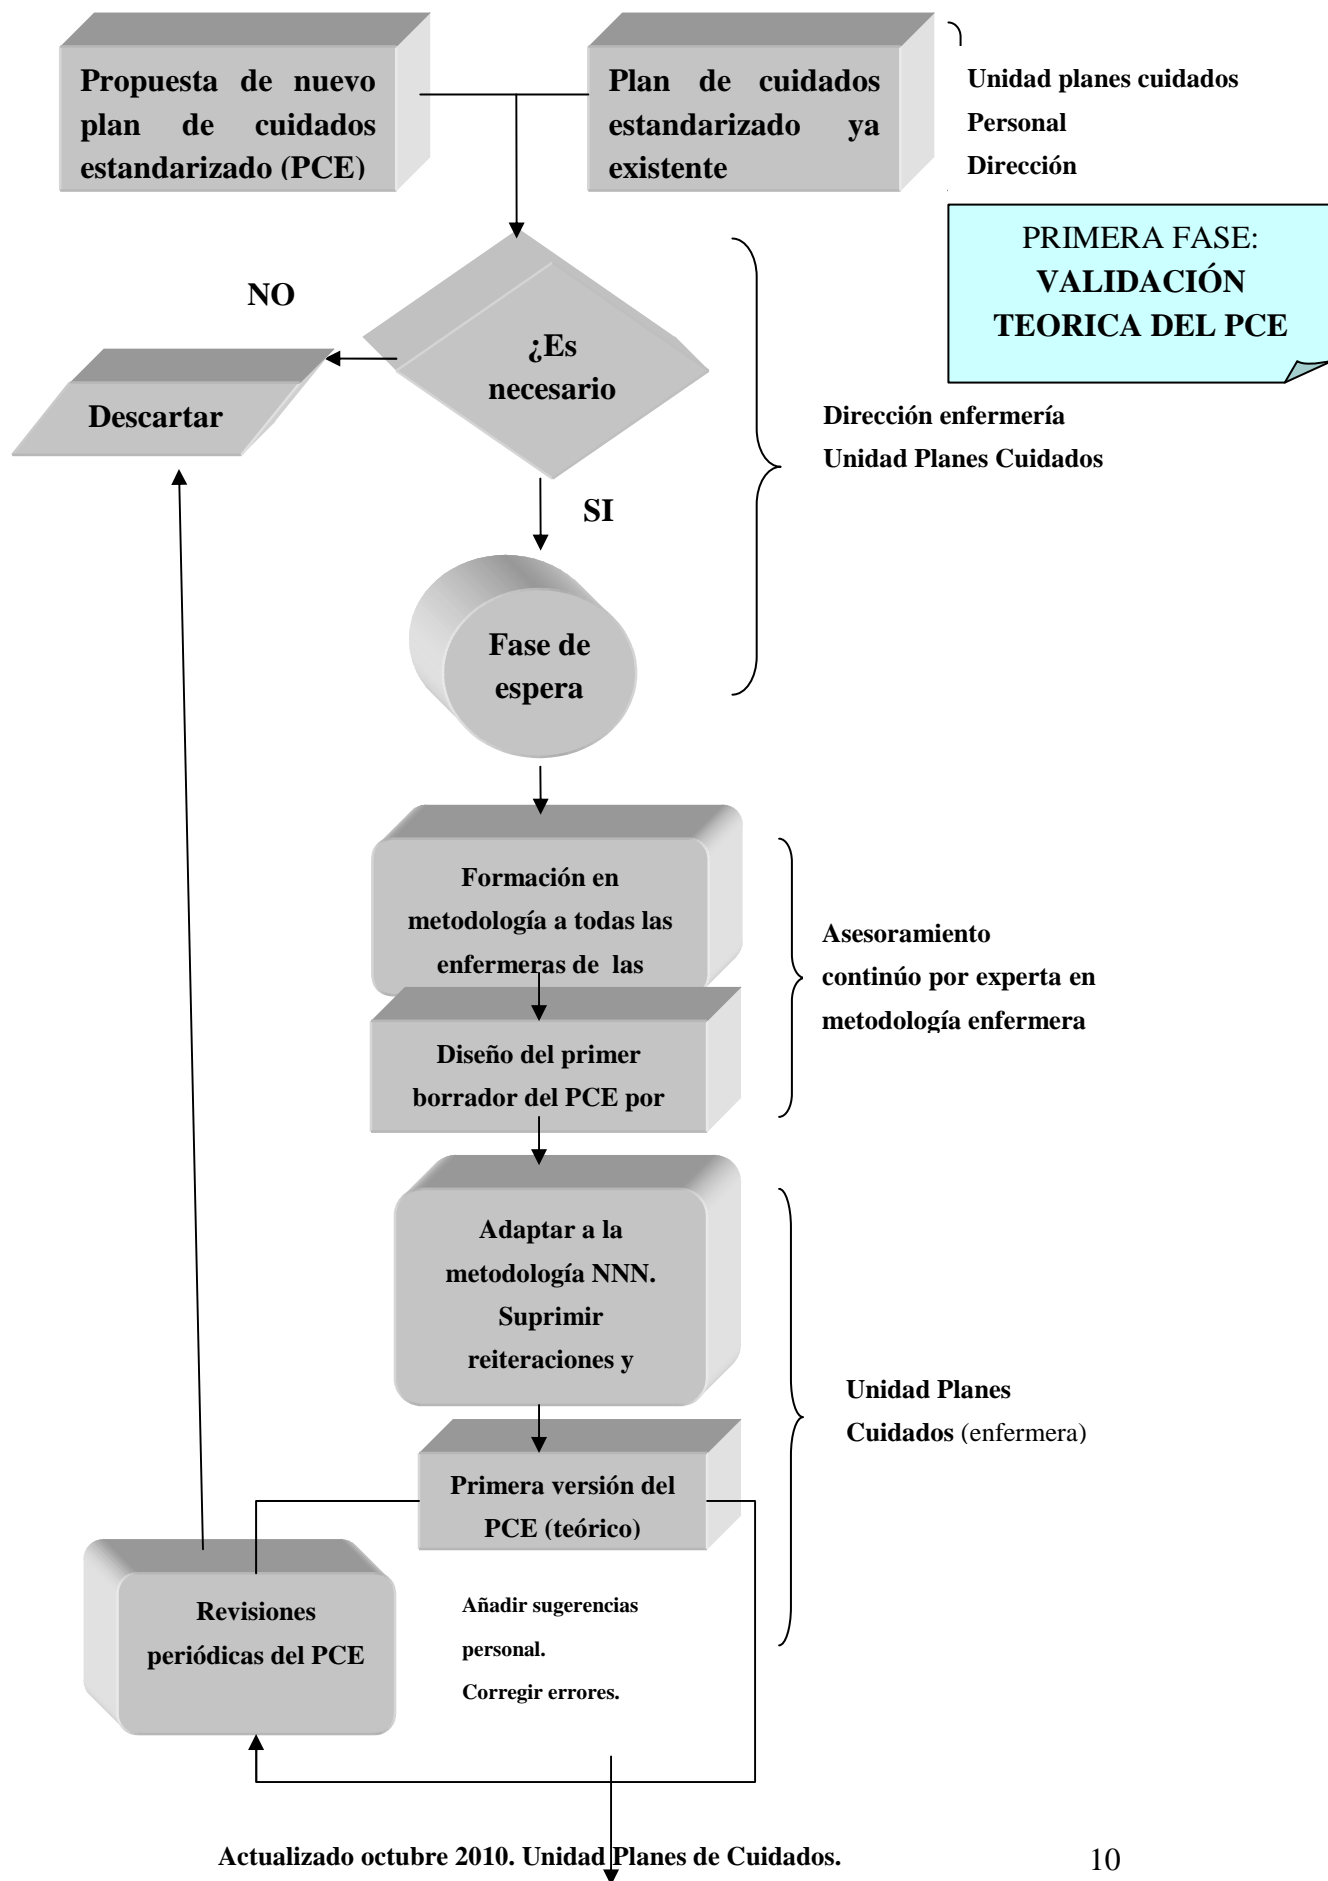 Propuesta de nuevo
plan de cuidados
estandarizado (PCE)
Plan de cuidados
estandarizado ya
existente
Unidad planes cuidados
Personal
Dirección
PRIMERA FASE:
VALIDACIÓN
TEORICA DEL PCE
NO
¿Es
necesario
Descartar
Dirección enfermería
Unidad Planes Cuidados
SI
Fase de
espera
Formación en
metodología a todas las
enfermeras de las
Asesoramiento
continúo por experta en
metodología enfermera
Diseño del primer
borrador del PCE por
Adaptar a la
metodología NNN.
Suprimir
reiteraciones y
Unidad Planes
Cuidados (enfermera)
Primera versión del
PCE (teórico)
Revisiones
periódicas del PCE
Añadir sugerencias
personal.
Corregir errores.
Actualizado octubre 2010. Unidad Planes de Cuidados.
10